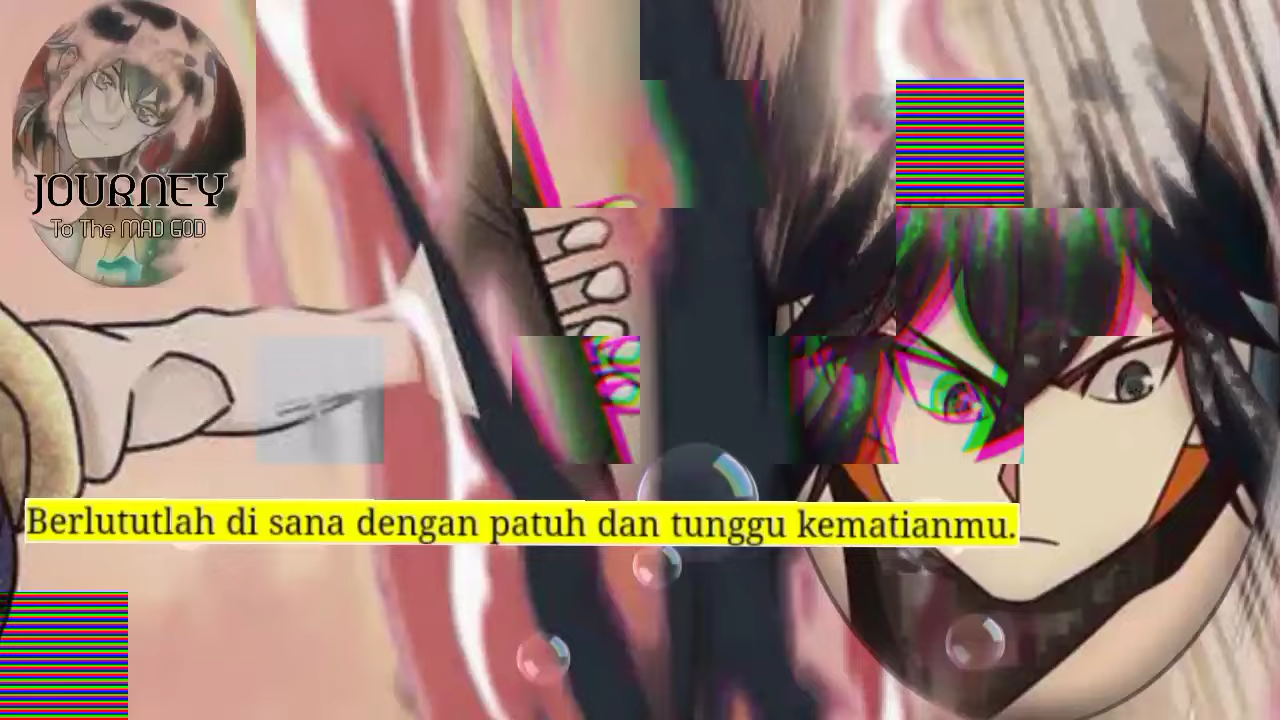 JOURNEY
To The MAD GOD
Berlututlah di sana dengan patuh dan tunggu kematianmu.